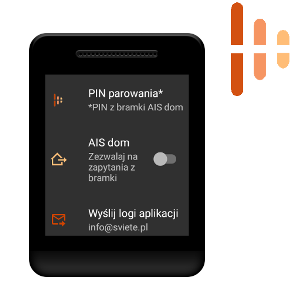 PIN parowania*
*PIN z bramki AIS dom
AIS dom
Zezwalaj na
zapytania z
bramki
Wyślij logi aplikacji
info@sviete.pl